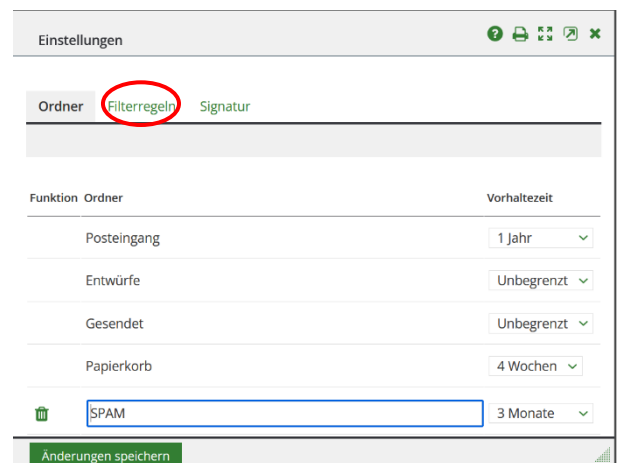 Einstellungen
Ordner Filterregeln Signatur
Funktion Ordner Vorhaltezeit
Posteingang 1 Jahr
Entwürfe Unbegrenzt
Gesendet Unbegrenzt
Papierkorb 4 Wochen
SPAM 3 Monate
Änderungen speichern